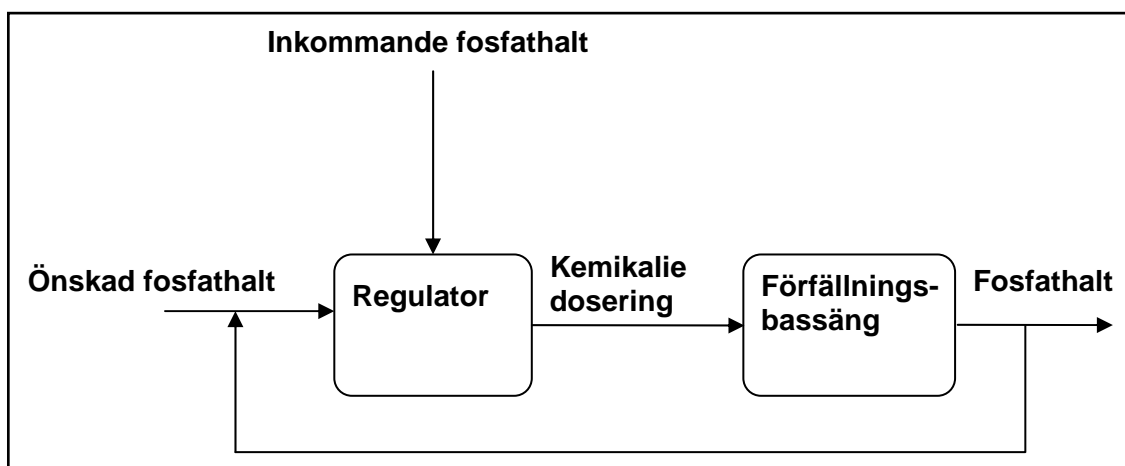 Inkommande fosfathalt
Önskad fosfathalt
Regulator
Kemikalie
dosering
Förfällnings-
bassäng
Fosfathalt